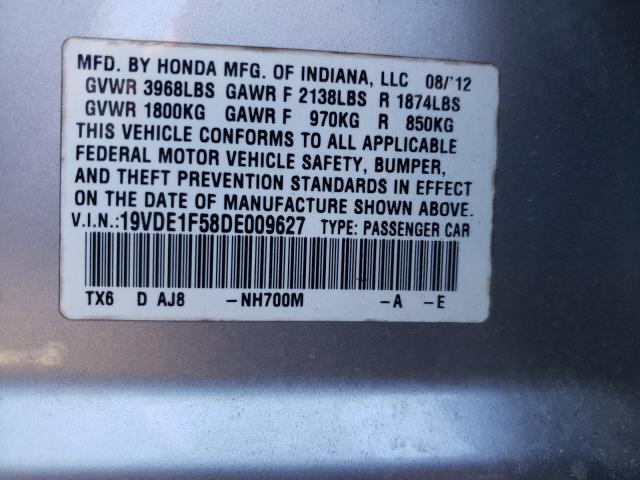 MFD. BY HONDA MFG. OF INDIANA, LLC 08/'12
GVWR 3968LBS GAWR F 2138LBS R 1874LBS
GVWR 1800KG GAWR F 970KG R 850KG
THIS VEHICLE CONFORMS TO ALL APPLICABLE
FEDERAL MOTOR VEHICLE SAFETY, BUMPER,
AND THEFT PREVENTION STANDARDS IN EFFECT
ON THE DATE OF MANUFACTURE SHOWN ABOVE.
V.I.N.:19VDE1F58DE009627 TYPE: PASSENGER CAR
TX6 D AJ8 -NH700M -A -E